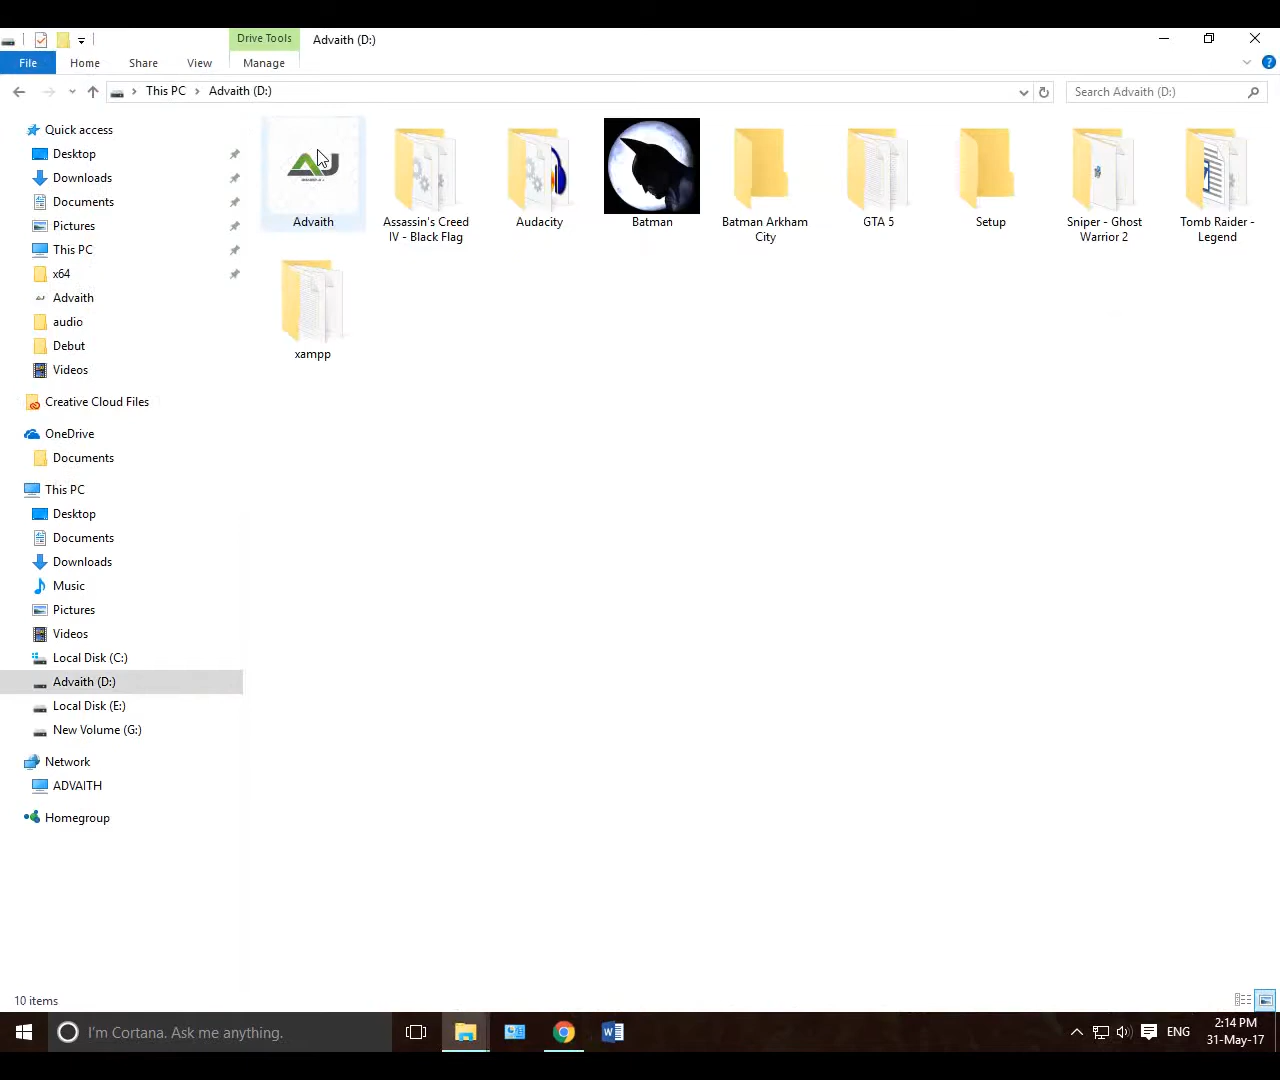 Drive Tools
Advaith (D:)
File
Home
Share
View
Manage
This PC
Advaith (D:)
Search Advaith (D:)
Quick access
Desktop
Downloads
Documents
Pictures
This PC
x64
Advaith
audio
Debut
Videos
Creative Cloud Files
OneDrive
Documents
This PC
Desktop
Documents
Downloads
Music
Pictures
Videos
Local Disk (C:)
Advaith (D:)
Local Disk (E:)
New Volume (G:)
Network
ADVAITH
Homegroup
AJ
Advaith
Assassin's Creed
IV - Black Flag
Audacity
Batman
Batman Arkham
City
GTA 5
Setup
Sniper - Ghost
Warrior 2
Tomb Raider -
Legend
xampp
10 items
I'm Cortana. Ask me anything.
ENG
2:14 PM
31-May-17